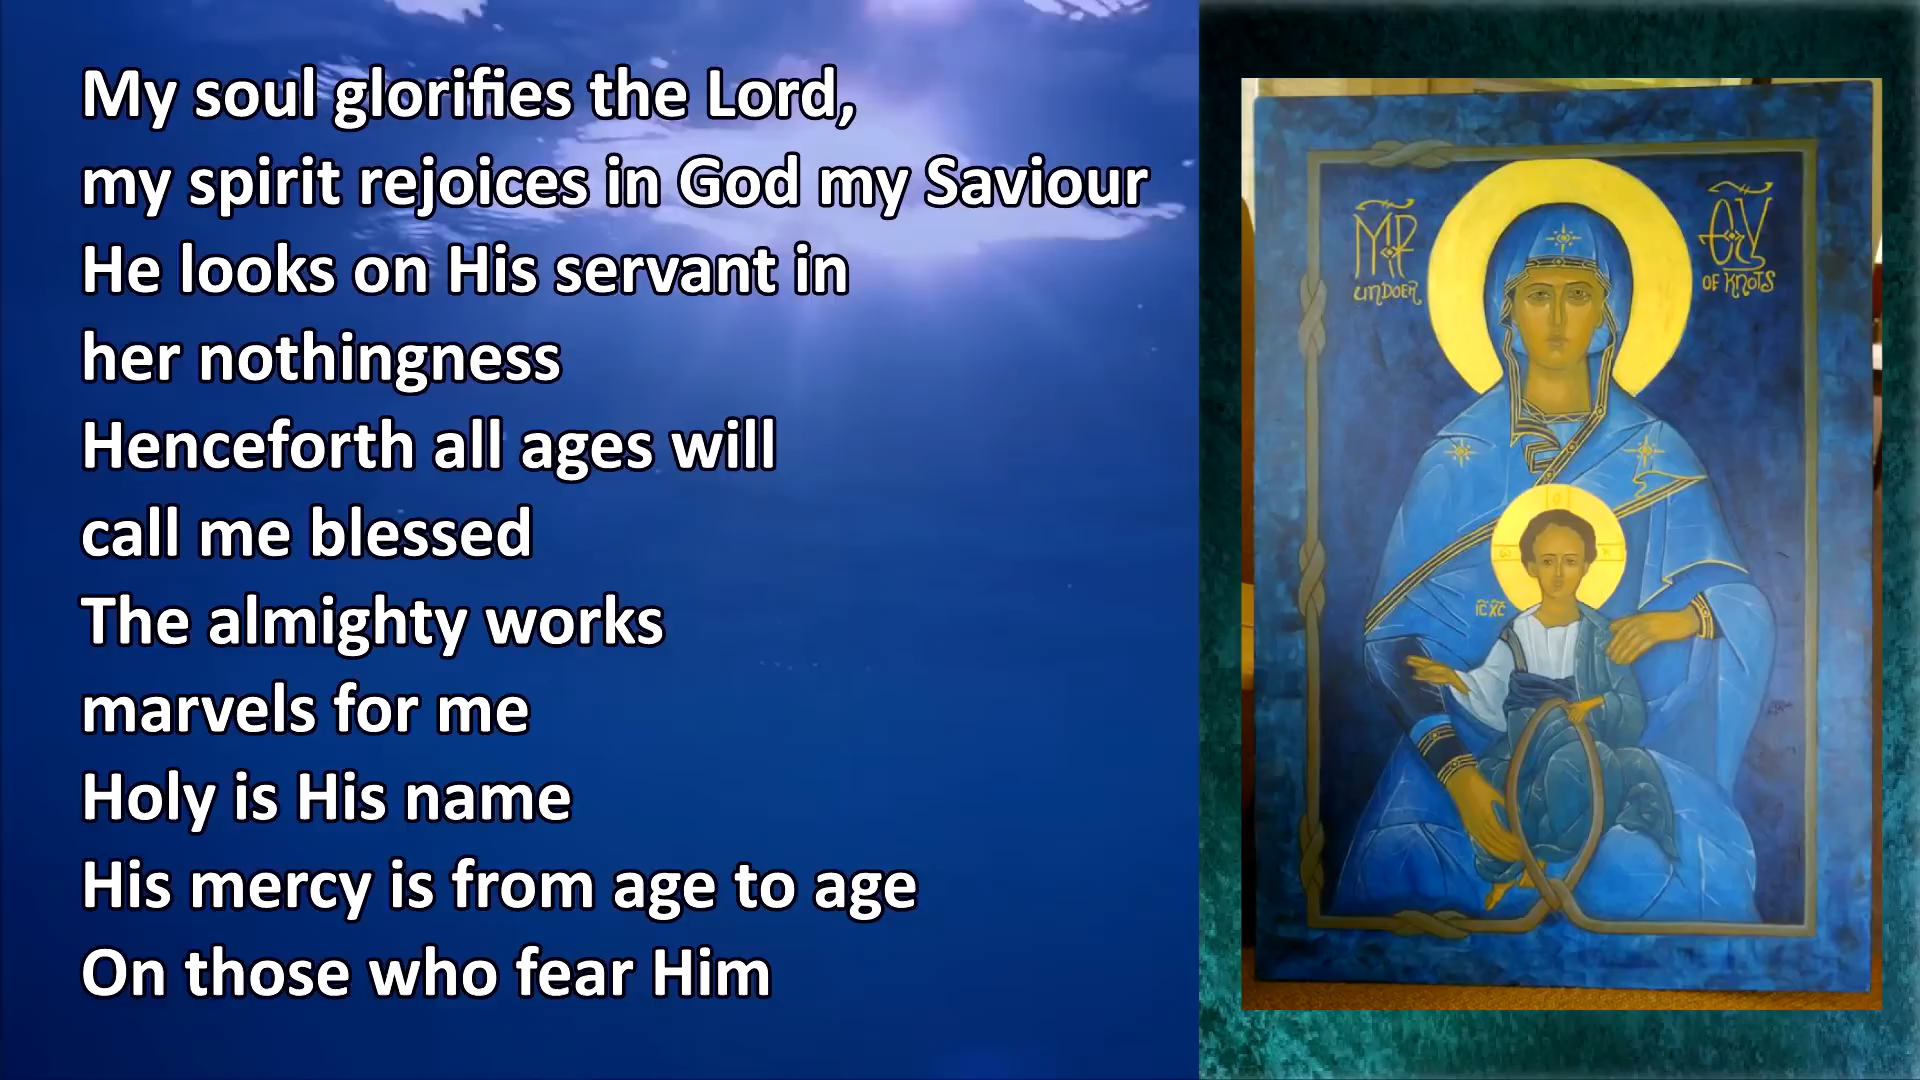 My soul glorifies the Lord,
my spirit rejoices in God my Saviour
He looks on His servant in
her nothingness
Henceforth all ages will
call me blessed
The almighty works
marvels for me
Holy is His name
His mercy is from age to age
On those who fear Him
ΜΡ ΘΥ
UNDOER OF KNOTS
IC XC